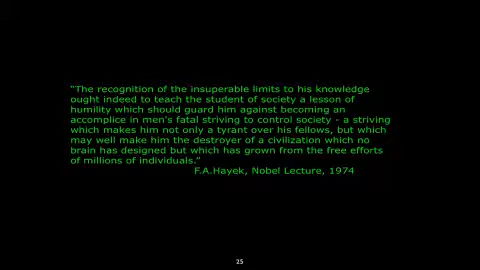 “The recognition of the insuperable limits to his knowledge
ought indeed to teach the student of society a lesson of
humility which should guard him against becoming an
accomplice in men's fatal striving to control society - a striving
which makes him not only a tyrant over his fellows, but which
may well make him the destroyer of a civilization which no
brain has designed but which has grown from the free efforts
of millions of individuals.”
F.A.Hayek, Nobel Lecture, 1974
25